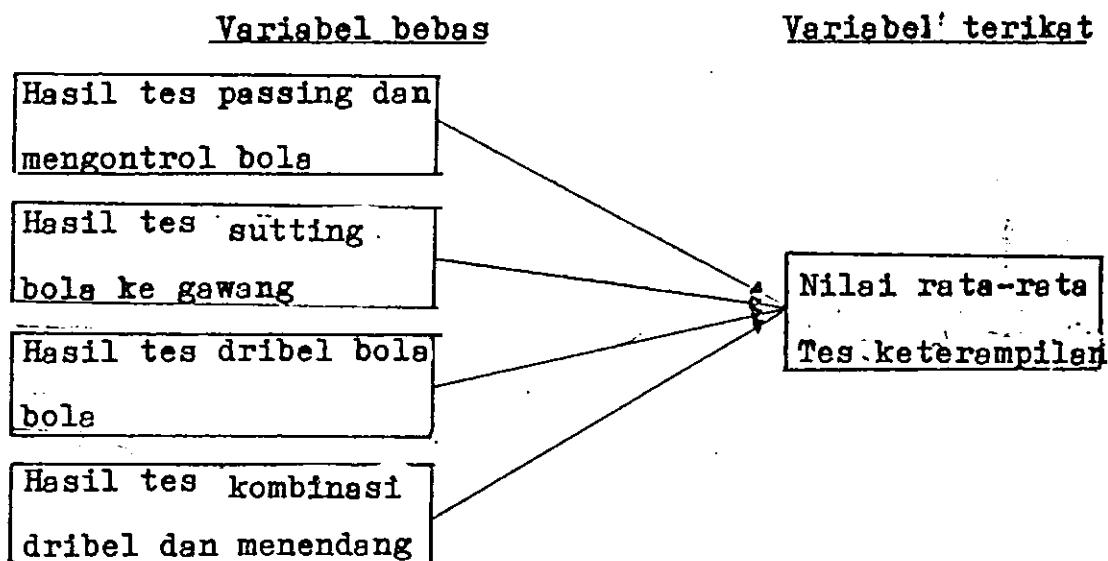 Variabel bebas
Variabel terikat
Hasil tes passing dan
mengontrol bola
Hasil tes sutting
bola ke gawang
Hasil tes dribel bola
bola
Hasil tes kombinasi
dribel dan menendang
Nilai rata-rata
Tes keterampilan